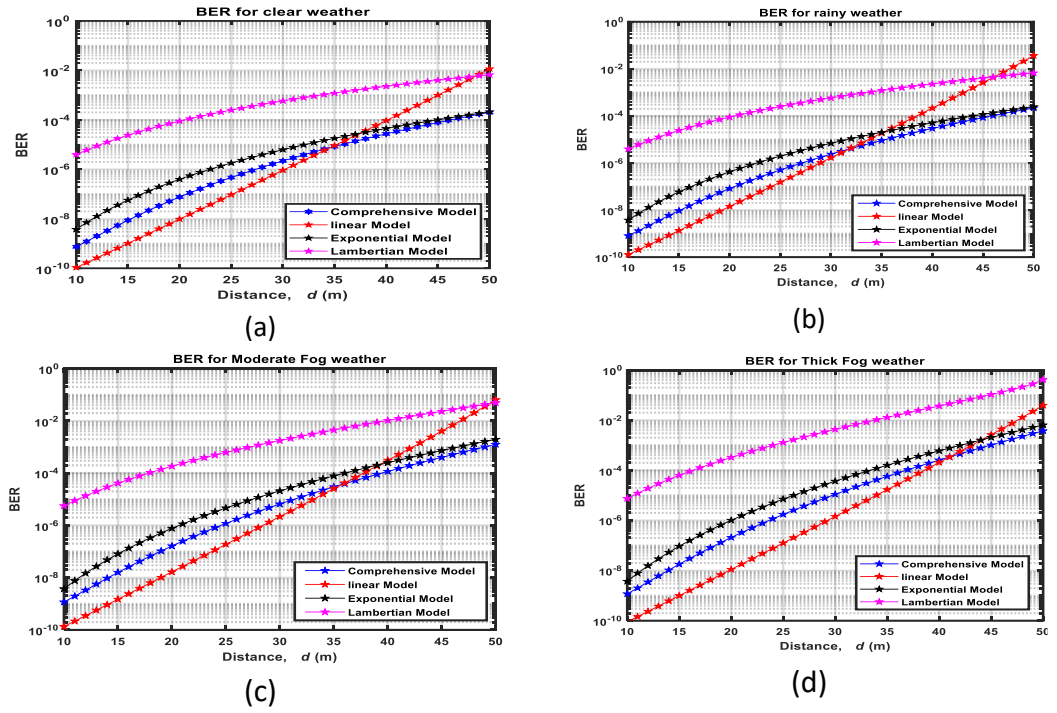 BER for clear weather
10^0
10^-2
10^-4
10^-6
10^-8
10^-10
BER
10 15 20 25 30 35 40 45 50
Distance, d (m)
Comprehensive Model
linear Model
Exponential Model
Lambertian Model
(a)
BER for rainy weather
10^0
10^-2
10^-4
10^-6
10^-8
10^-10
BER
10 15 20 25 30 35 40 45 50
Distance, d (m)
Comprehensive Model
linear Model
Exponential Model
Lambertian Model
(b)
BER for Moderate Fog weather
10^0
10^-2
10^-4
10^-6
10^-8
10^-10
BER
10 15 20 25 30 35 40 45 50
Distance, d (m)
Comprehensive Model
linear Model
Exponential Model
Lambertian Model
(c)
BER for Thick Fog weather
10^0
10^-2
10^-4
10^-6
10^-8
10^-10
BER
10 15 20 25 30 35 40 45 50
Distance, d (m)
Comprehensive Model
linear Model
Exponential Model
Lambertian Model
(d)